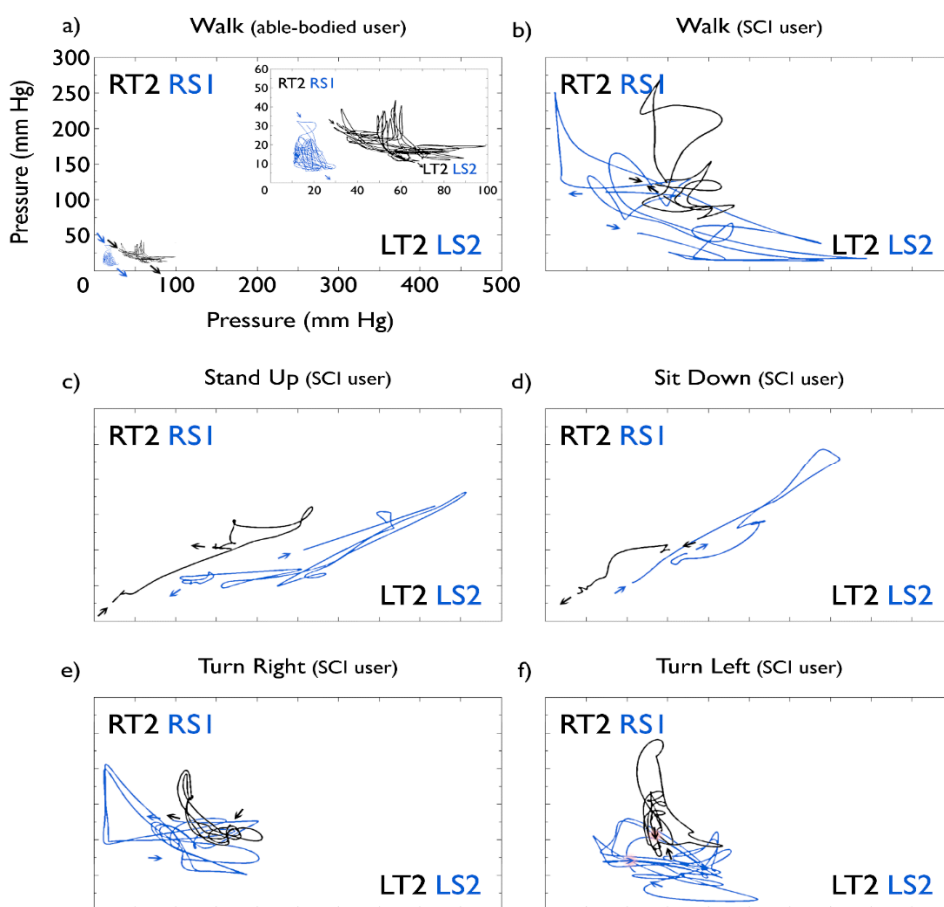 a) Walk (able-bodied user)
b) Walk (SCI user)
Pressure (mm Hg)
300
250
200
150
100
50
0 100 200 300 400 500
Pressure (mm Hg)
RT2 RS1
LT2 LS2
60
50
40
30
20
10
0 20 40 60 80 100
RT2 RS1
LT2 LS2
RT2 RS1
LT2 LS2
c) Stand Up (SCI user)
RT2 RS1
LT2 LS2
d) Sit Down (SCI user)
RT2 RS1
LT2 LS2
e) Turn Right (SCI user)
RT2 RS1
LT2 LS2
f) Turn Left (SCI user)
RT2 RS1
LT2 LS2